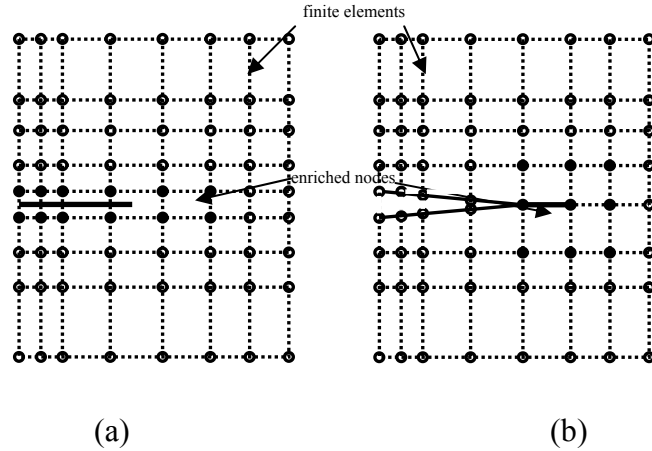 finite elements
enriched nodes
(a)
(b)